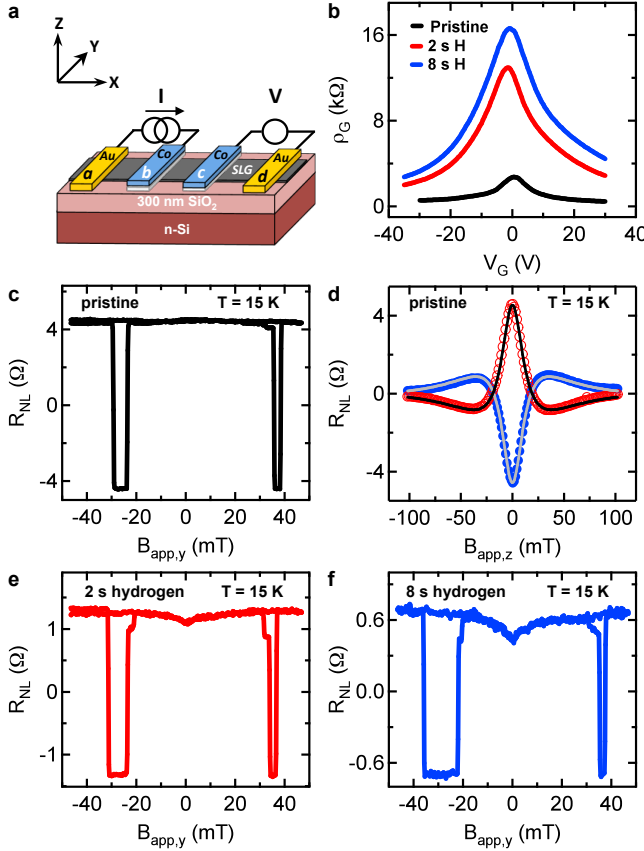 a
Z
Y
X
I
V
Au
a
Co
b
Co
c
SLG
Au
d
300 nm SiO₂
n-Si
b
Pristine
2 s H
8 s H
ρG (kΩ)
16
12
8
4
0
-40 -20 0 20 40
VG (V)
c
pristine T = 15 K
RNL (Ω)
4
0
-4
-40 -20 0 20 40
Bapp,y (mT)
d
pristine T = 15 K
RNL (Ω)
4
0
-4
-100 -50 0 50 100
Bapp,z (mT)
e
2 s hydrogen T = 15 K
RNL (Ω)
1
0
-1
-40 -20 0 20 40
Bapp,y (mT)
f
8 s hydrogen T = 15 K
RNL (Ω)
0.6
0.0
-0.6
-40 -20 0 20 40
Bapp,y (mT)